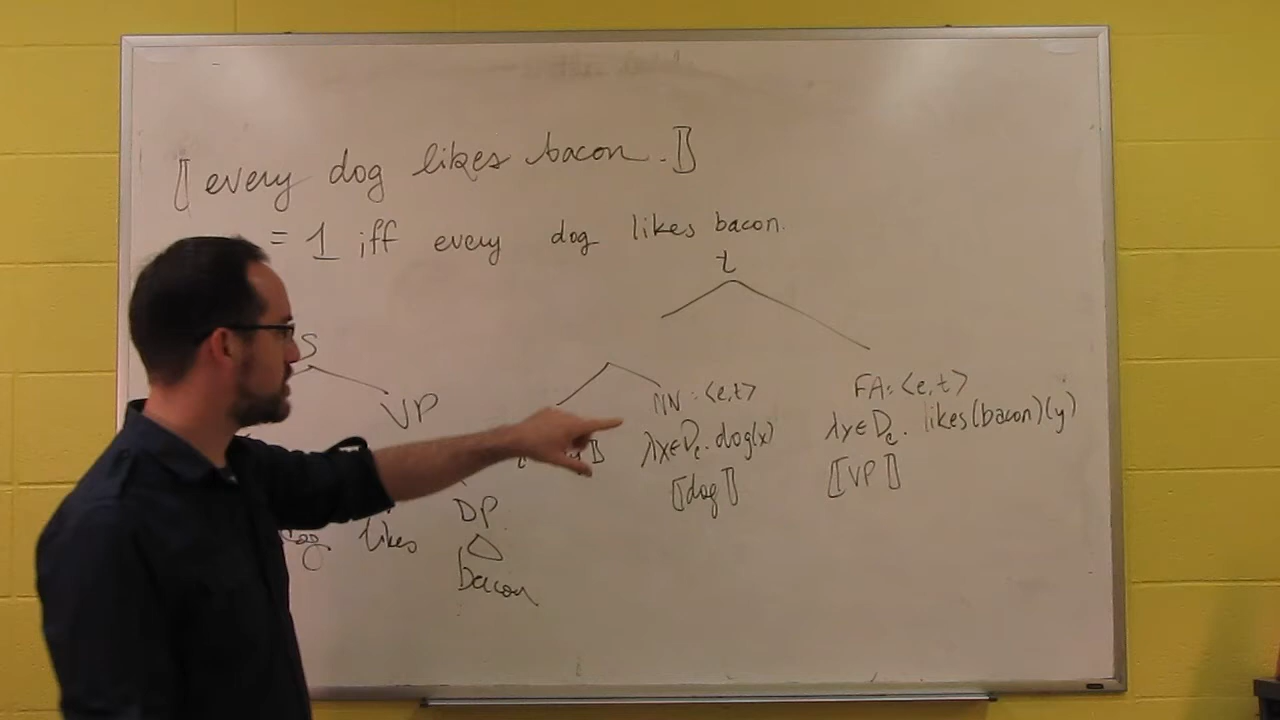 ⟦every dog likes bacon.⟧
= 1 iff every dog likes bacon.
t
S
VP
NN: <e,t>
FA: <e,t>
λx∈Dₑ. dog(x)
λy∈Dₑ. likes(bacon)(y)
⟦dog⟧
⟦VP⟧
DP
dog likes
bacon